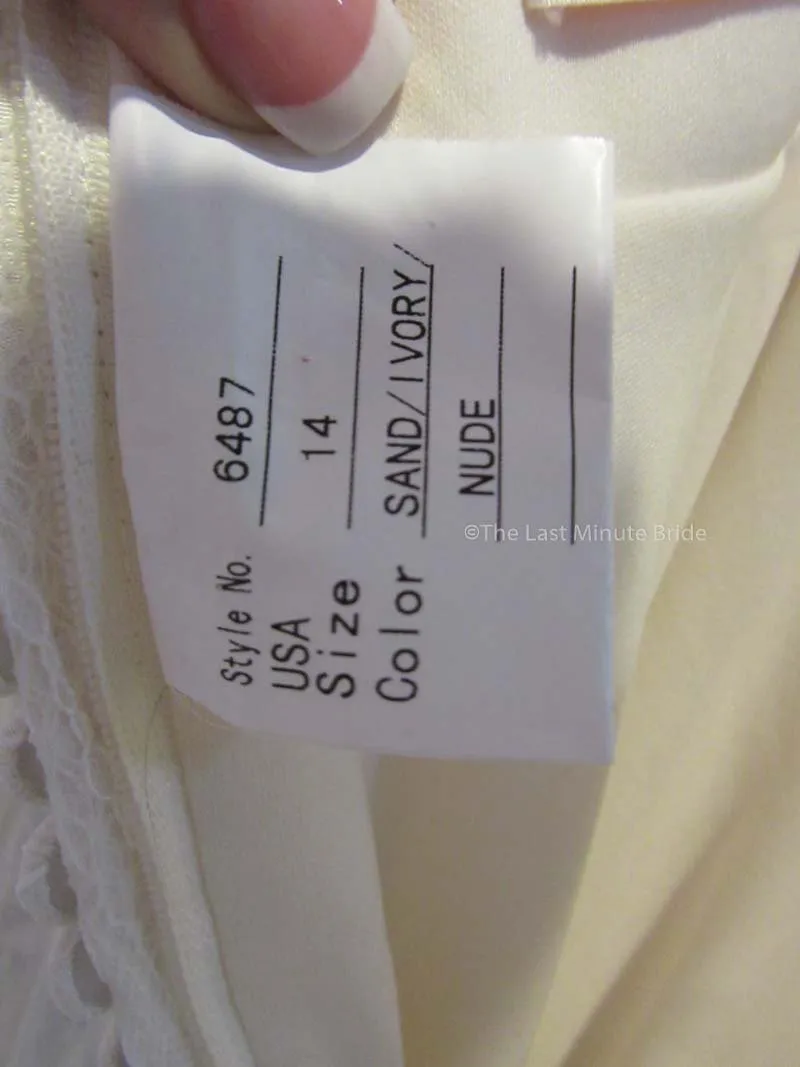 Style No. 6487
USA
Size 14
Color SAND/IVORY/
NUDE
©The Last Minute Bride